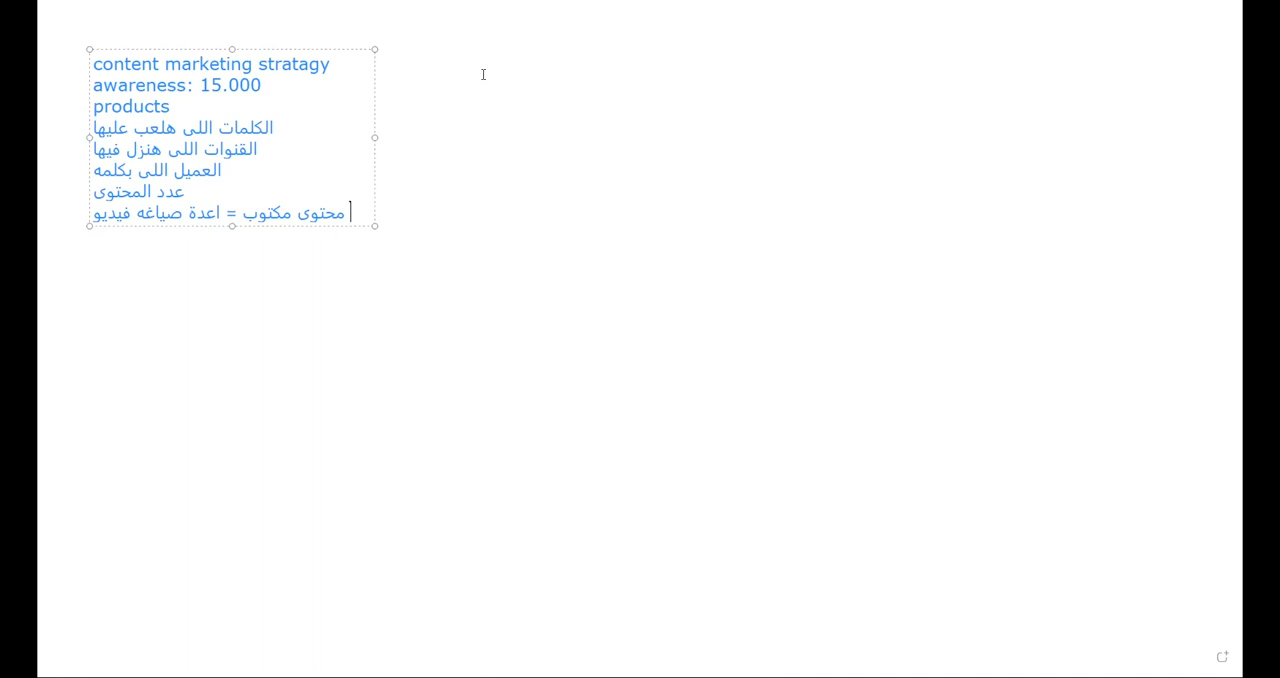 content marketing stratagy
awareness: 15.000
products
الكلمات اللى هلعب عليها
القنوات اللى هنزل فيها
العميل اللى بكلمه
عدد المحتوى
محتوى مكتوب = اعدة صياغه فيديو